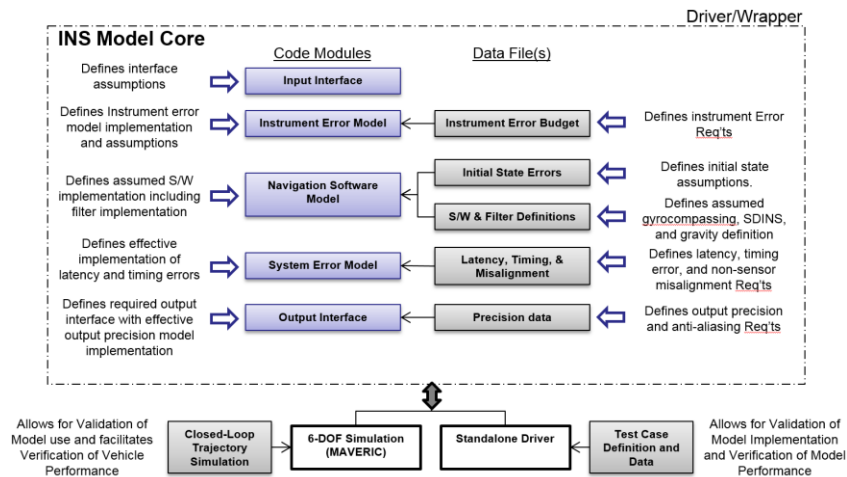 Driver/Wrapper
INS Model Core
Code Modules
Data File(s)
Defines interface
assumptions
Input Interface
Defines Instrument error
model implementation
and assumptions
Instrument Error Model
Instrument Error Budget
Defines instrument Error
Req'ts
Defines assumed S/W
implementation including
filter implementation
Navigation Software
Model
Initial State Errors
Defines initial state
assumptions.
S/W & Filter Definitions
Defines assumed
gyrocompassing, SDINS,
and gravity definition
Defines effective
implementation of
latency and timing errors
System Error Model
Latency, Timing, &
Misalignment
Defines latency, timing
error, and non-sensor
misalignment Req'ts
Defines required output
interface with effective
output precision model
implementation
Output Interface
Precision data
Defines output precision
and anti-aliasing Req'ts
Allows for Validation of
Model use and facilitates
Verification of Vehicle
Performance
Closed-Loop
Trajectory
Simulation
6-DOF Simulation
(MAVERIC)
Standalone Driver
Test Case
Definition and
Data
Allows for Validation of
Model Implementation
and Verification of Model
Performance